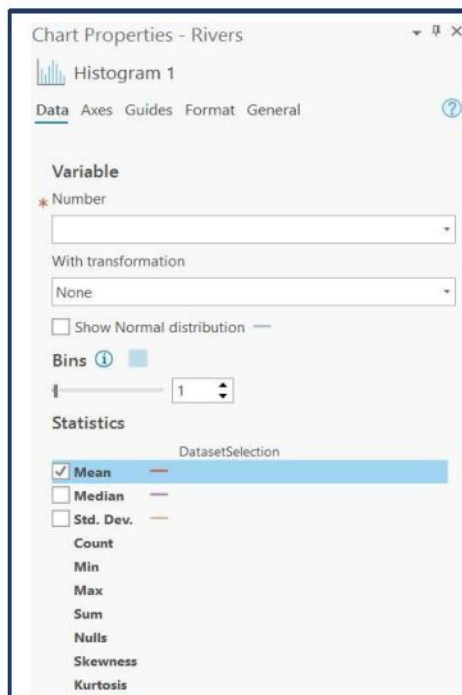 Chart Properties - Rivers
Histogram 1
Data Axes Guides Format General ?
Variable
* Number
With transformation
None
Show Normal distribution
Bins
1
Statistics
DatasetSelection
Mean
Median
Std. Dev.
Count
Min
Max
Sum
Nulls
Skewness
Kurtosis